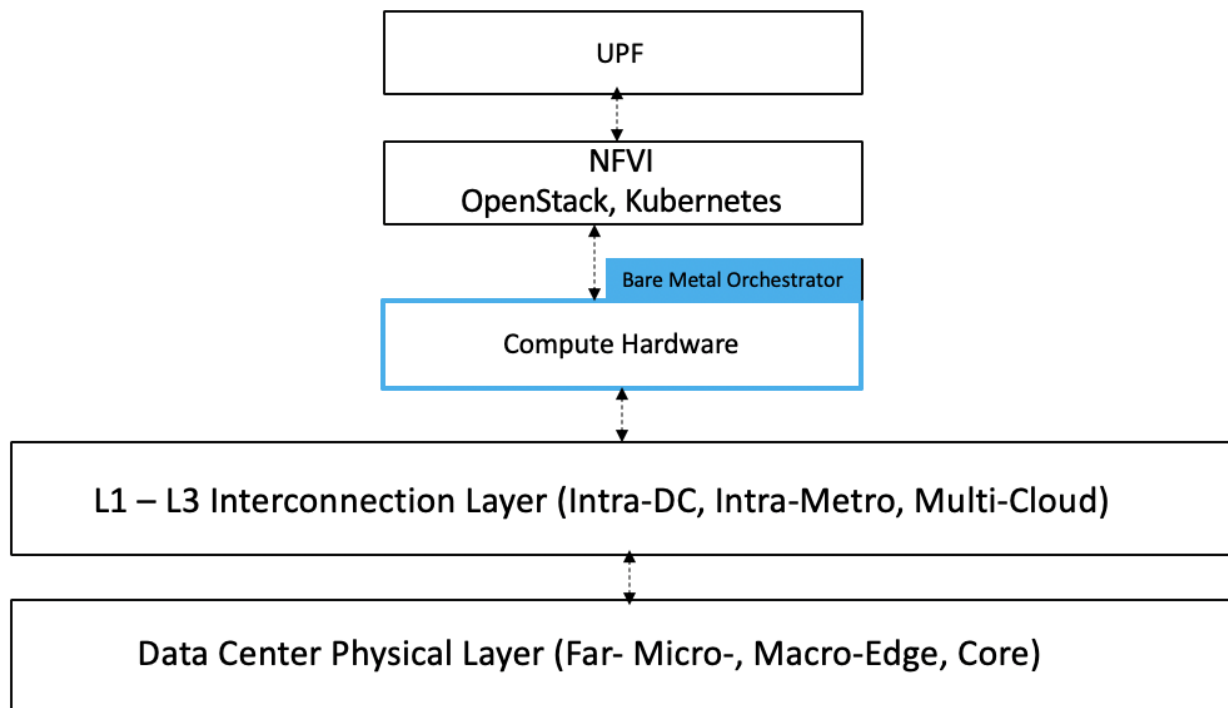 UPF
NFVI
OpenStack, Kubernetes
Bare Metal Orchestrator
Compute Hardware
L1 – L3 Interconnection Layer (Intra-DC, Intra-Metro, Multi-Cloud)
Data Center Physical Layer (Far- Micro-, Macro-Edge, Core)